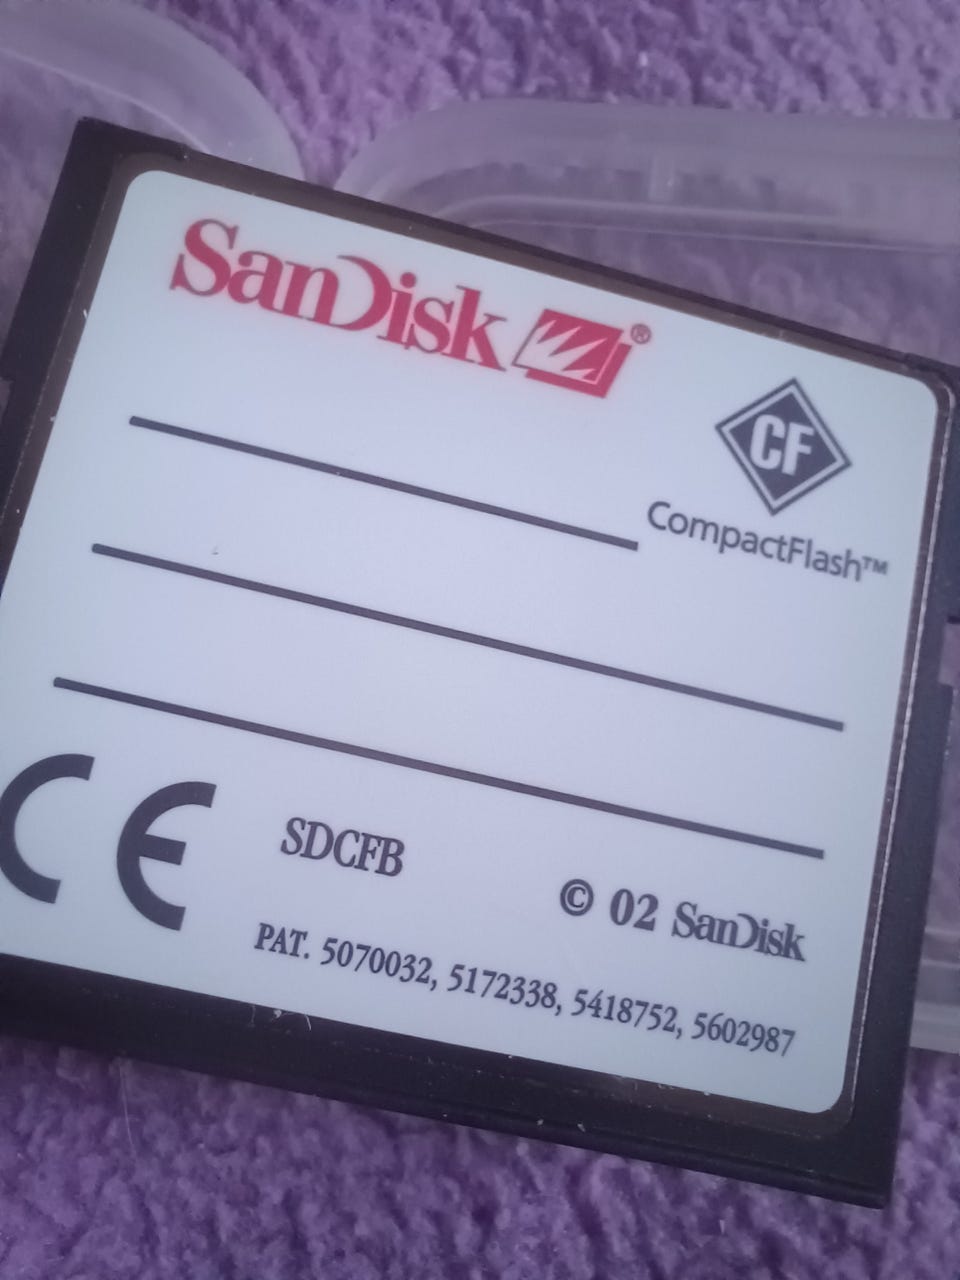 SanDisk ®
CF
CompactFlash™
CE
SDCFB
© 02 SanDisk
PAT. 5070032, 5172338, 5418752, 5602987